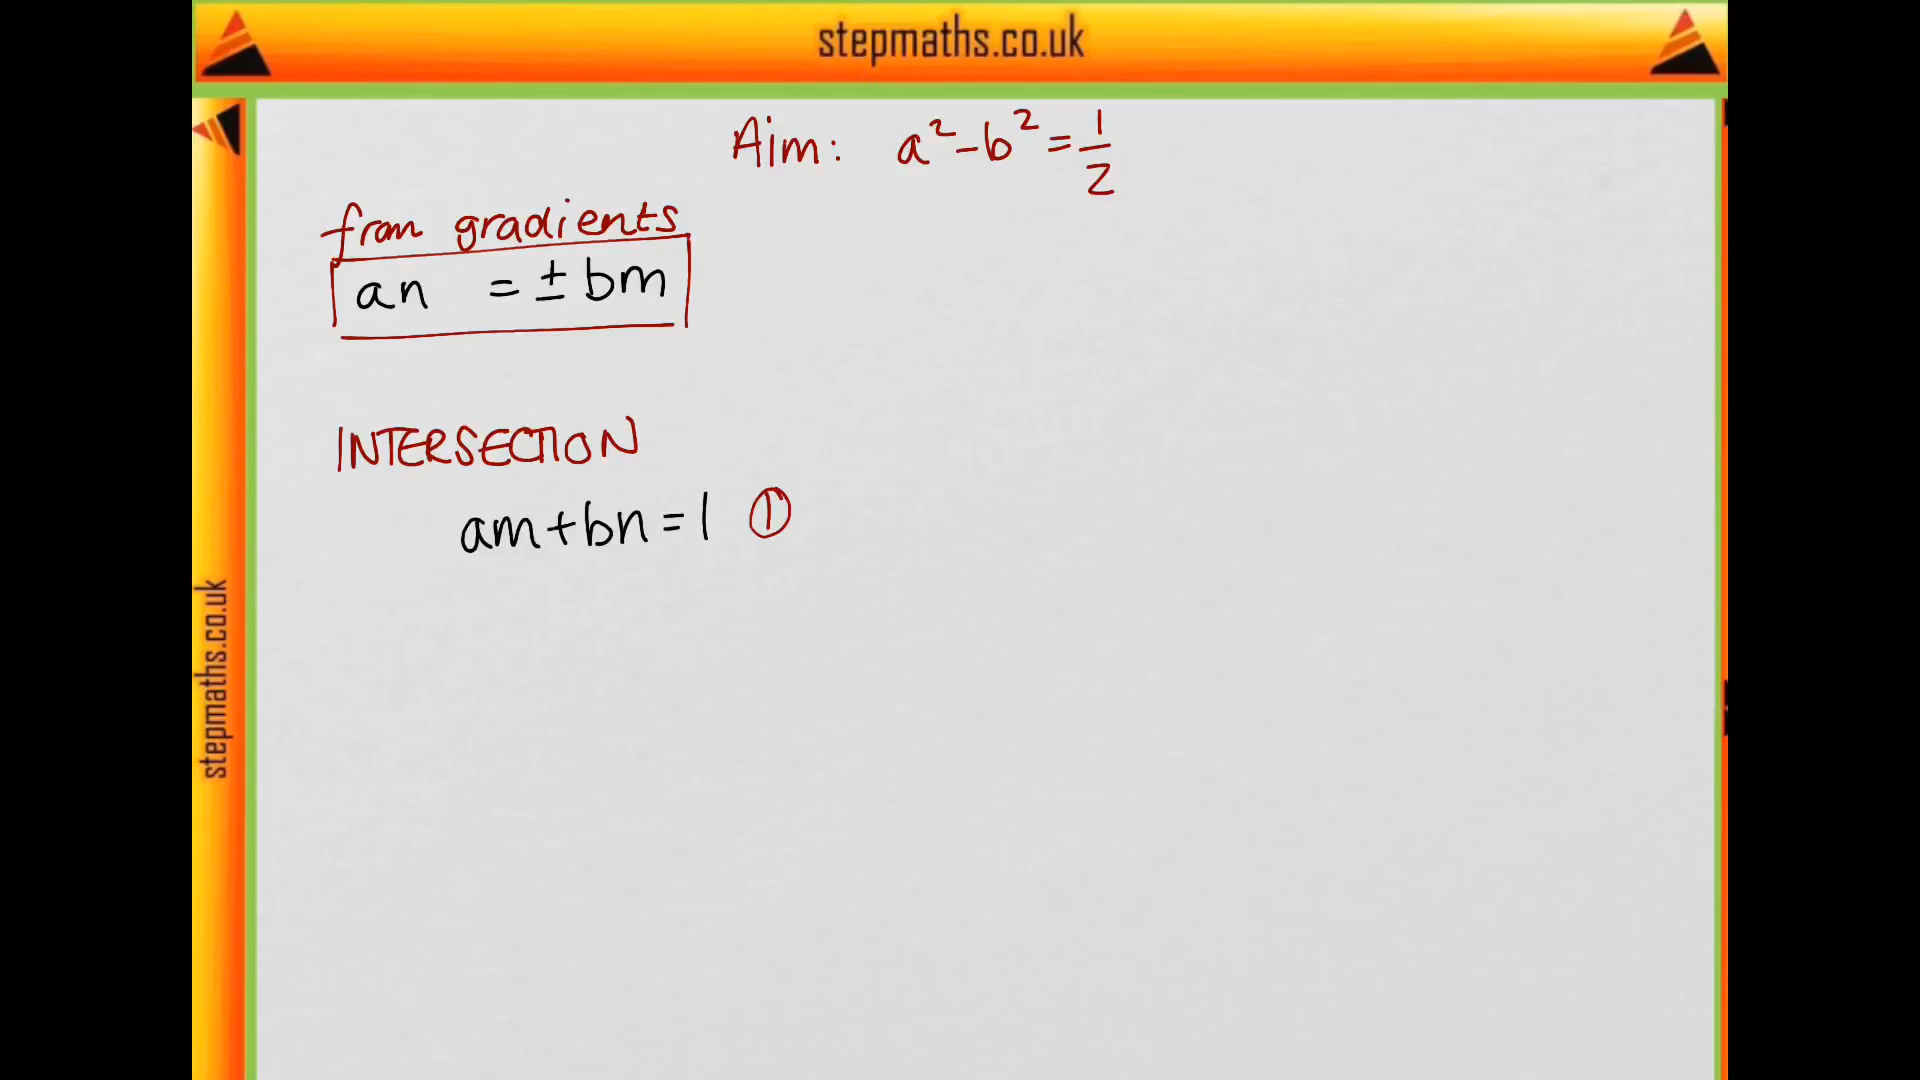 stepmaths.co.uk
Aim: a² - b² = 1/2
from gradients
an = ± bm
INTERSECTION
am + bn = 1 ①
stepmaths.co.uk